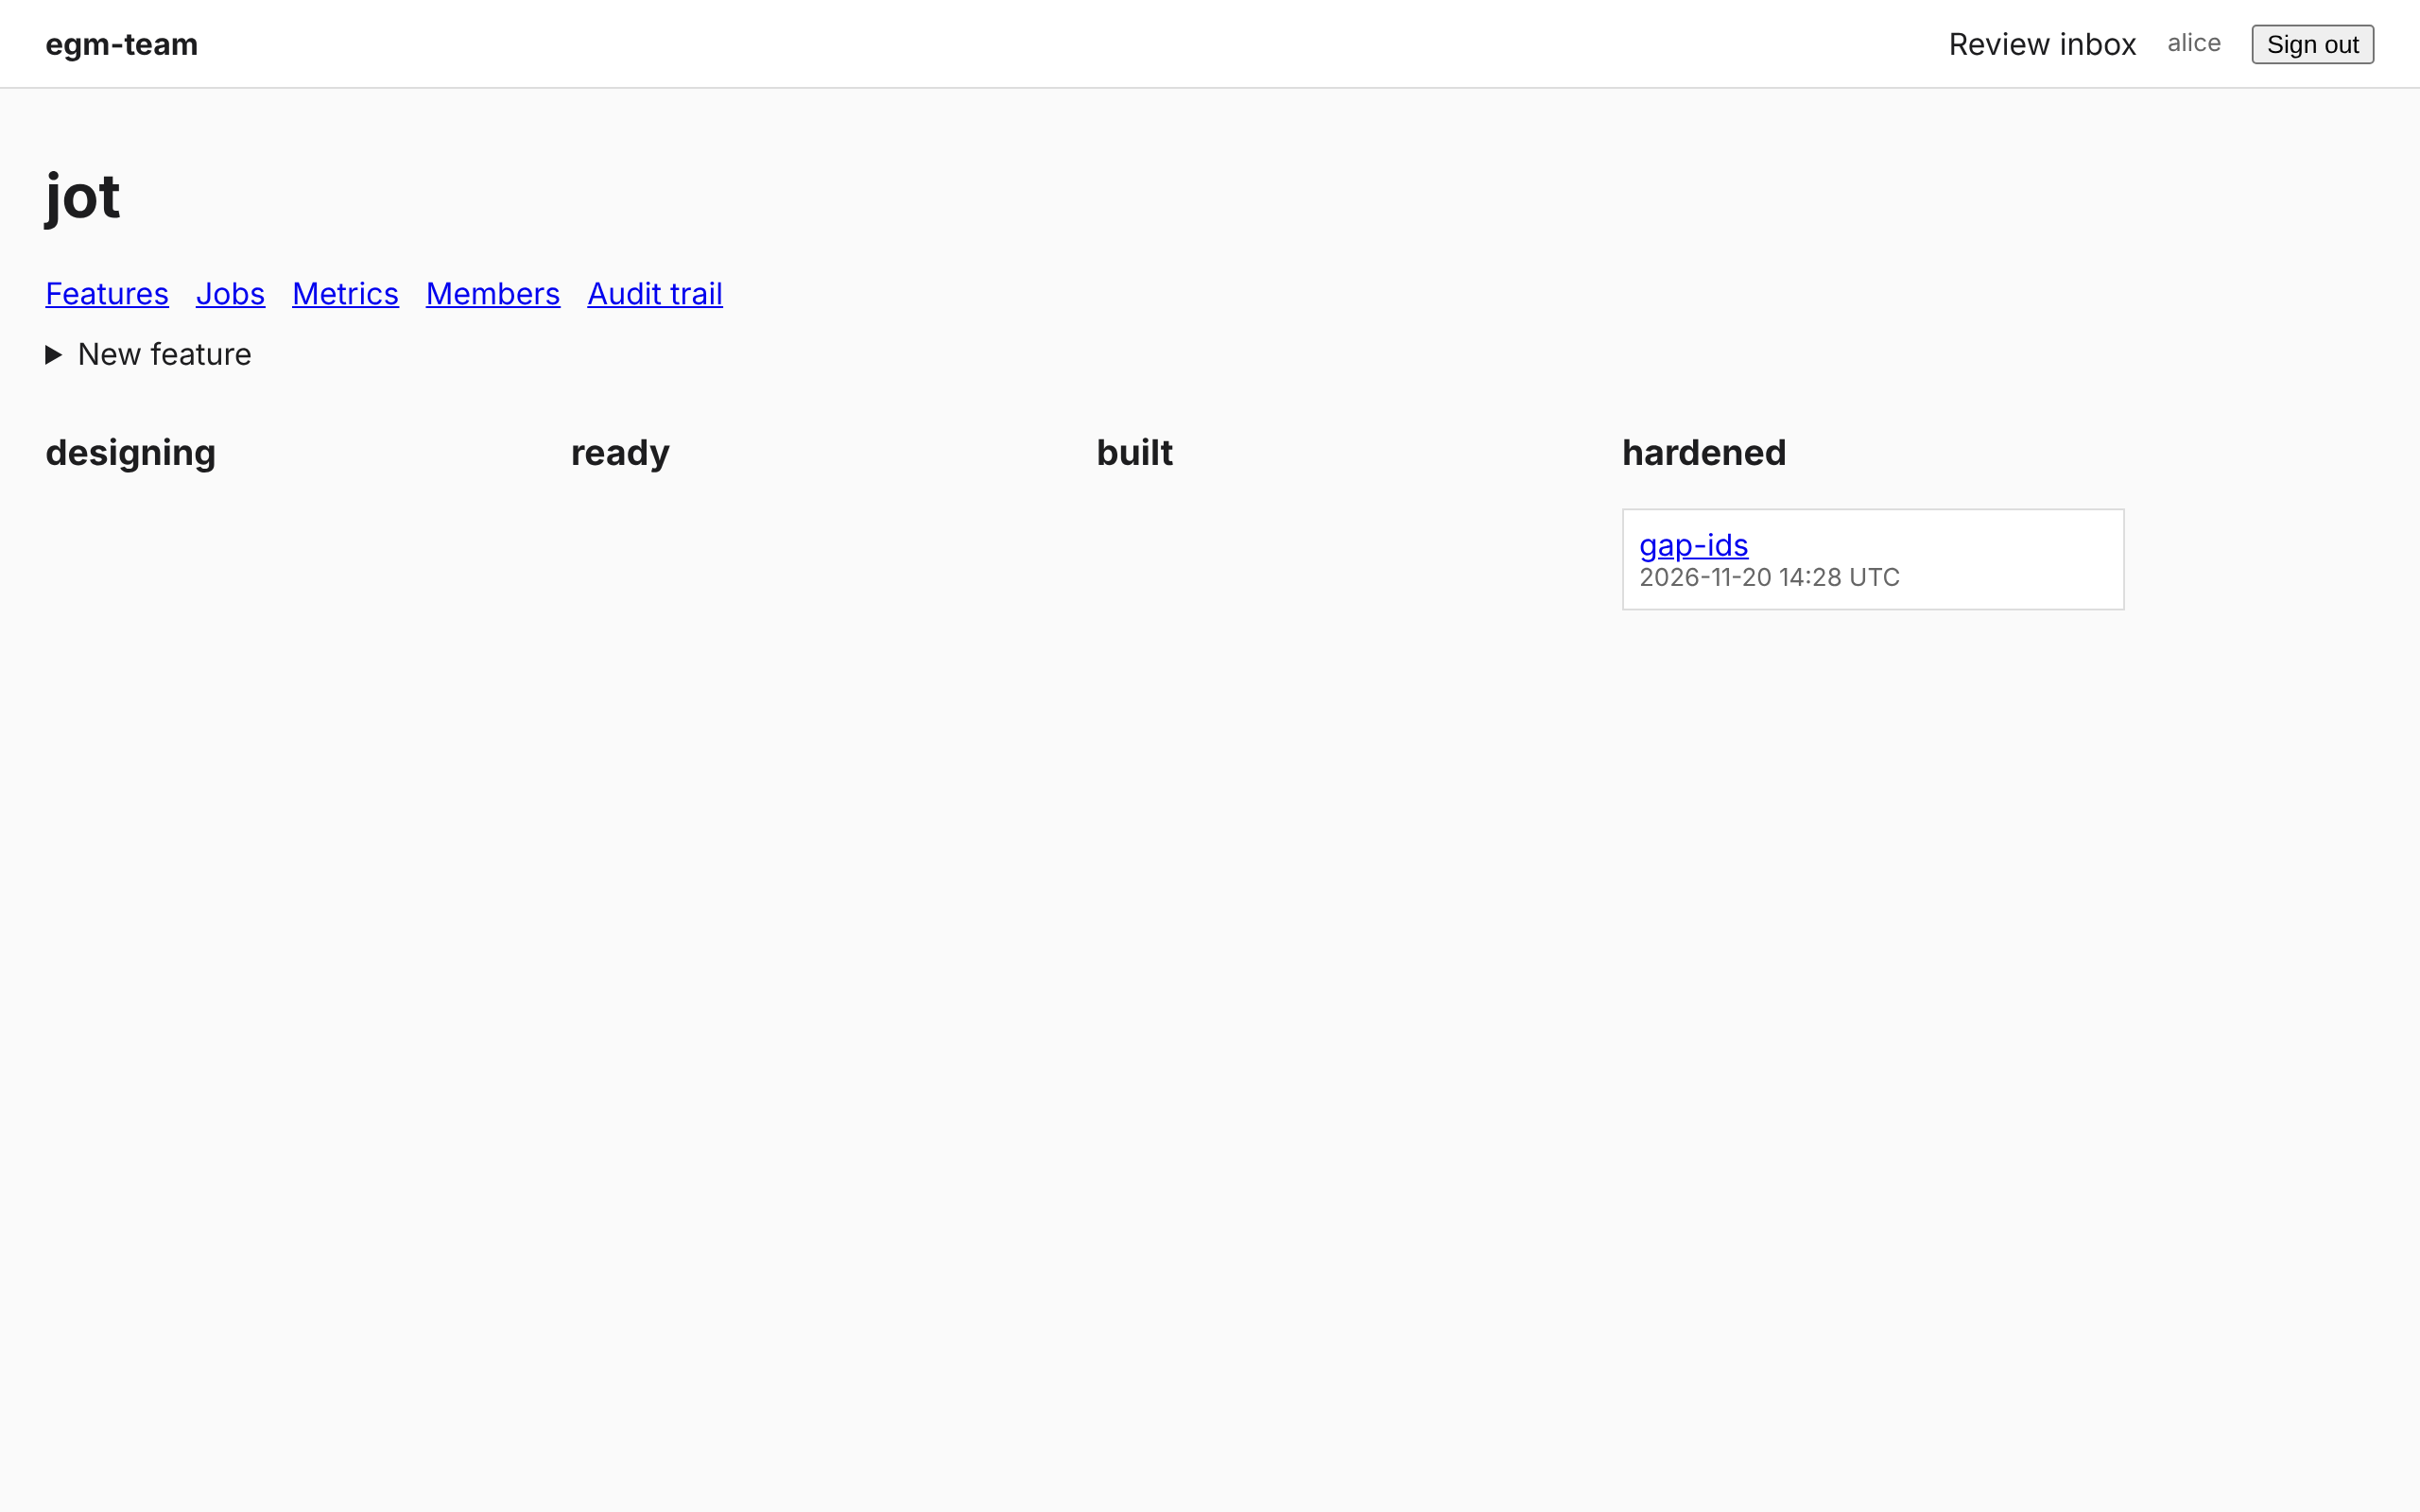 egm-team Review inbox alice Sign out
jot
Features Jobs Metrics Members Audit trail
New feature
designing ready built hardened
gap-ids
2026-11-20 14:28 UTC